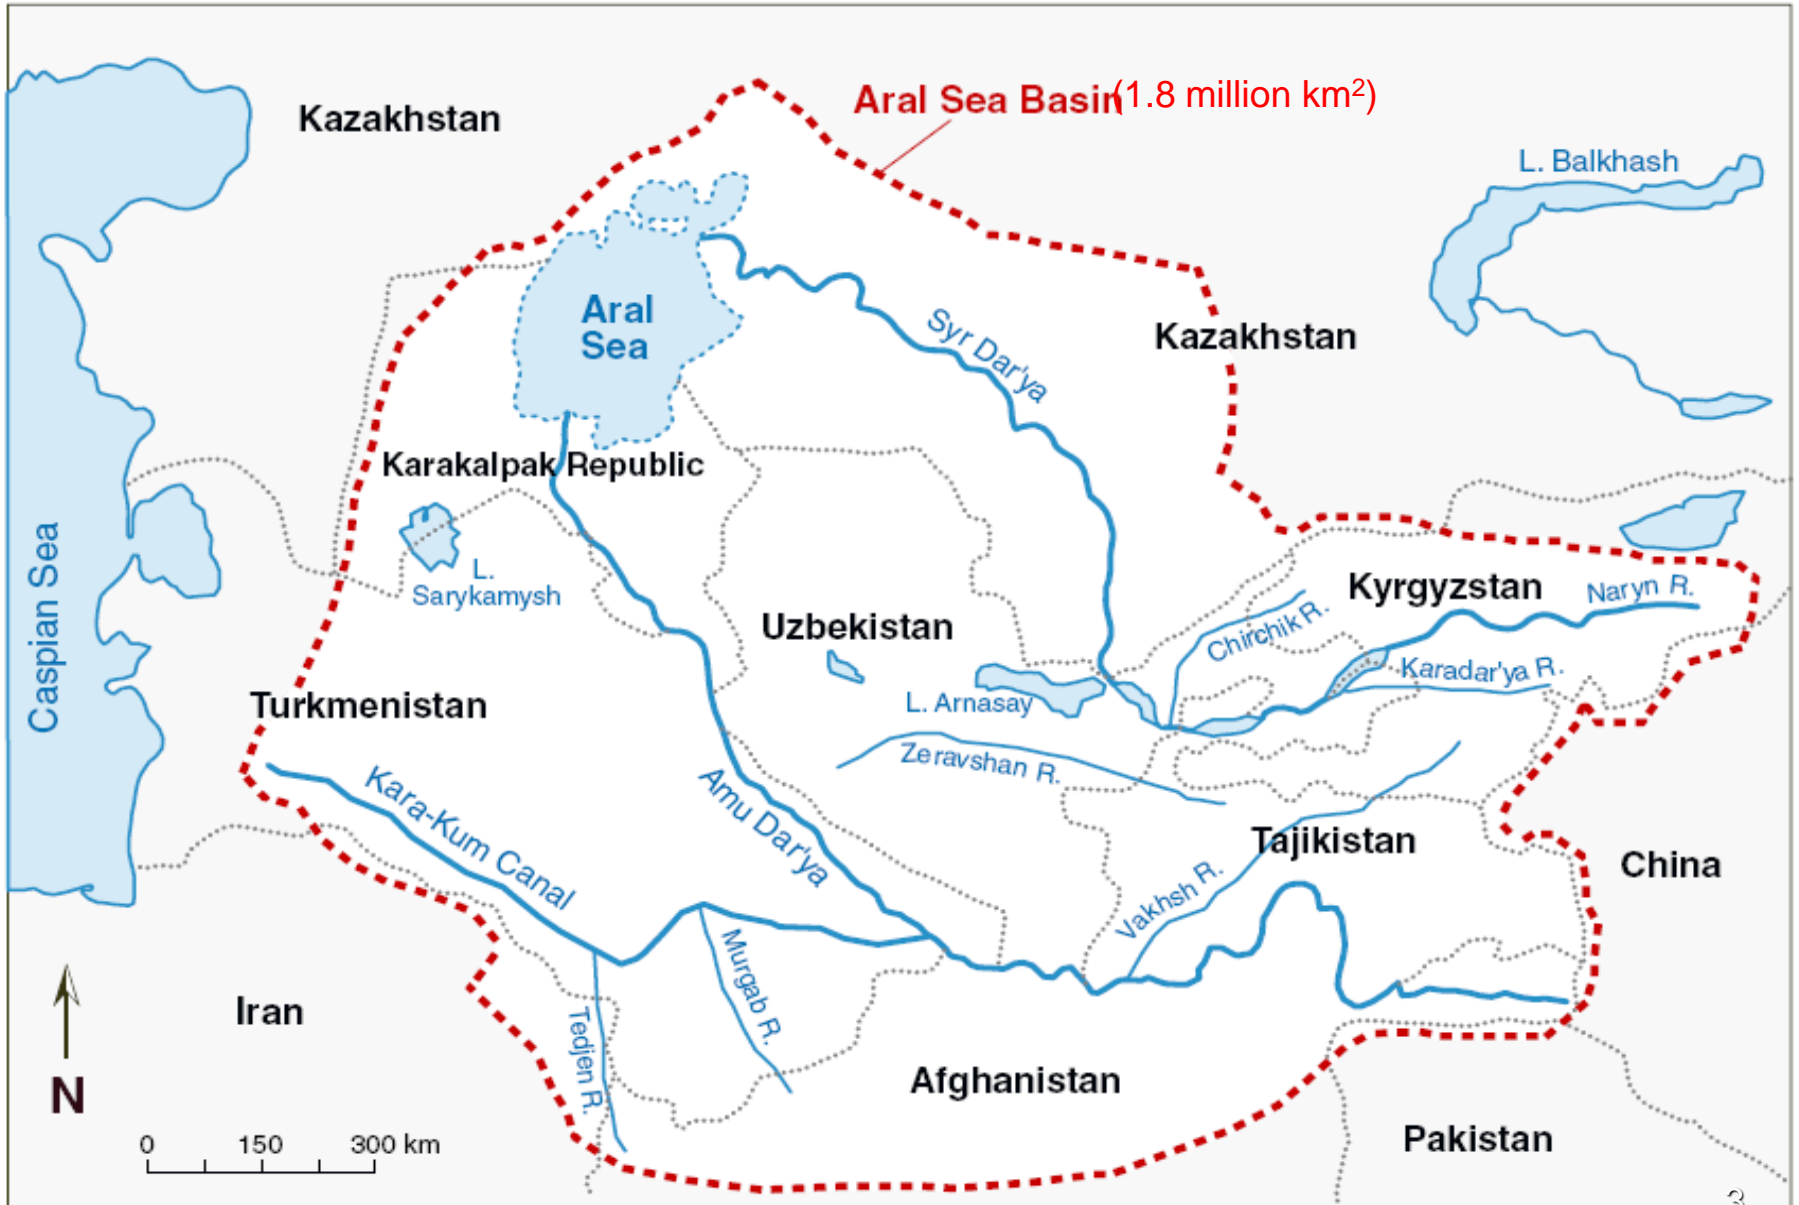 Aral Sea Basin (1.8 million km²)
Kazakhstan
L. Balkhash
Aral
Sea
Syr Dar'ya
Kazakhstan
Karakalpak Republic
Caspian Sea
L.
Sarykamysh
Uzbekistan
Kyrgyzstan
Naryn R.
Chirchik R.
Karadar'ya R.
Turkmenistan
L. Arnasay
Zeravshan R.
Kara-Kum Canal
Amu Dar'ya
Tajikistan
China
Vakhsh R.
Murgab R.
Tedjen R.
Iran
Afghanistan
Pakistan
N
0 150 300 km
3